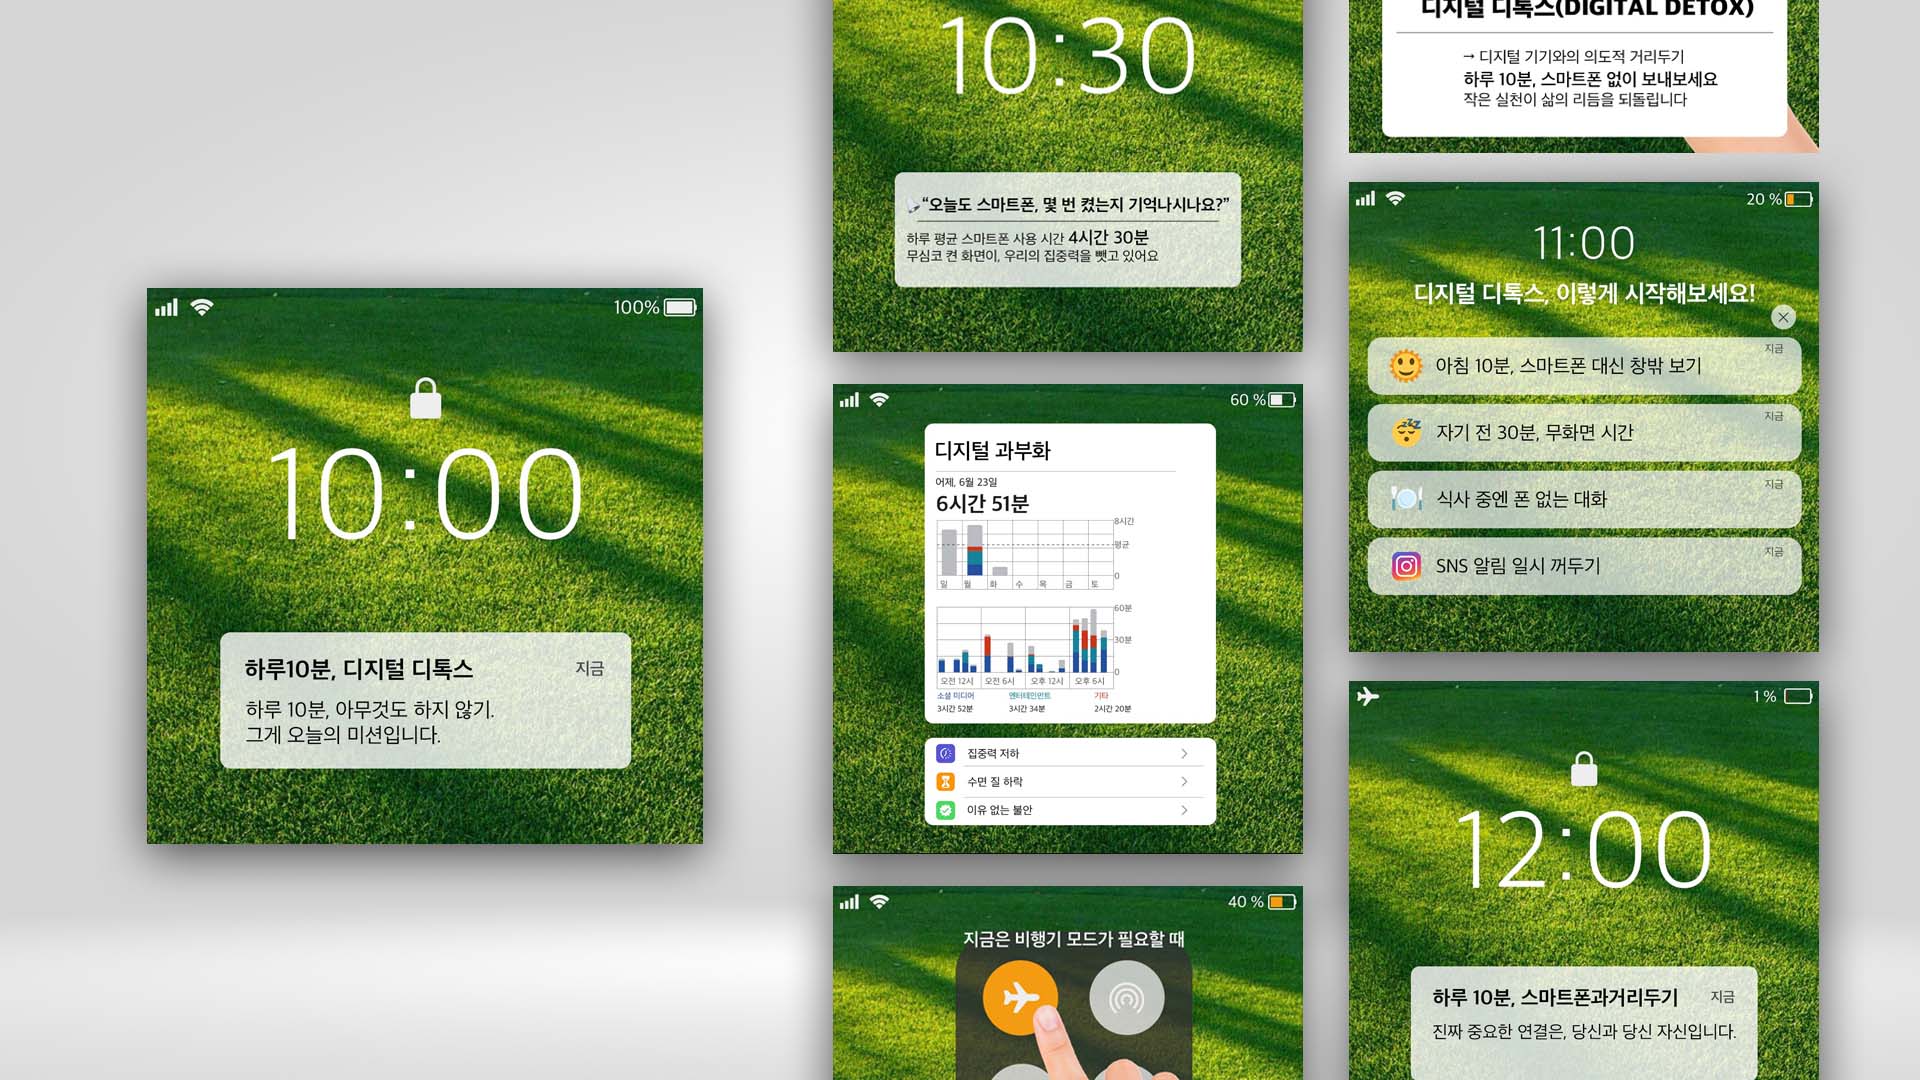 100%
10:00
하루10분, 디지털 디톡스
지금
하루 10분, 아무것도 하지 않기.
그게 오늘의 미션입니다.
10:30
“오늘도 스마트폰, 몇 번 켰는지 기억나시나요?”
하루 평균 스마트폰 사용 시간 4시간 30분
무심코 켠 화면이, 우리의 집중력을 뺏고 있어요
60 %
디지털 과부화
어제, 6월 23일
6시간 51분
8시간
평균
0
일 월 화 수 목 금 토
60분
30분
0
오전 12시 오전 6시 오후 12시 오후 6시
소셜 미디어 엔터테인먼트 기타
3시간 52분 3시간 34분 2시간 20분
집중력 저하
수면 질 하락
이유 없는 불안
40 %
지금은 비행기 모드가 필요할 때
디지털 디톡스(DIGITAL DETOX)
→ 디지털 기기와의 의도적 거리두기
하루 10분, 스마트폰 없이 보내보세요
작은 실천이 삶의 리듬을 되돌립니다
20 %
11:00
디지털 디톡스, 이렇게 시작해보세요!
지금
아침 10분, 스마트폰 대신 창밖 보기
지금
자기 전 30분, 무화면 시간
지금
식사 중엔 폰 없는 대화
지금
SNS 알림 일시 꺼두기
1 %
12:00
하루 10분, 스마트폰과거리두기
지금
진짜 중요한 연결은, 당신과 당신 자신입니다.